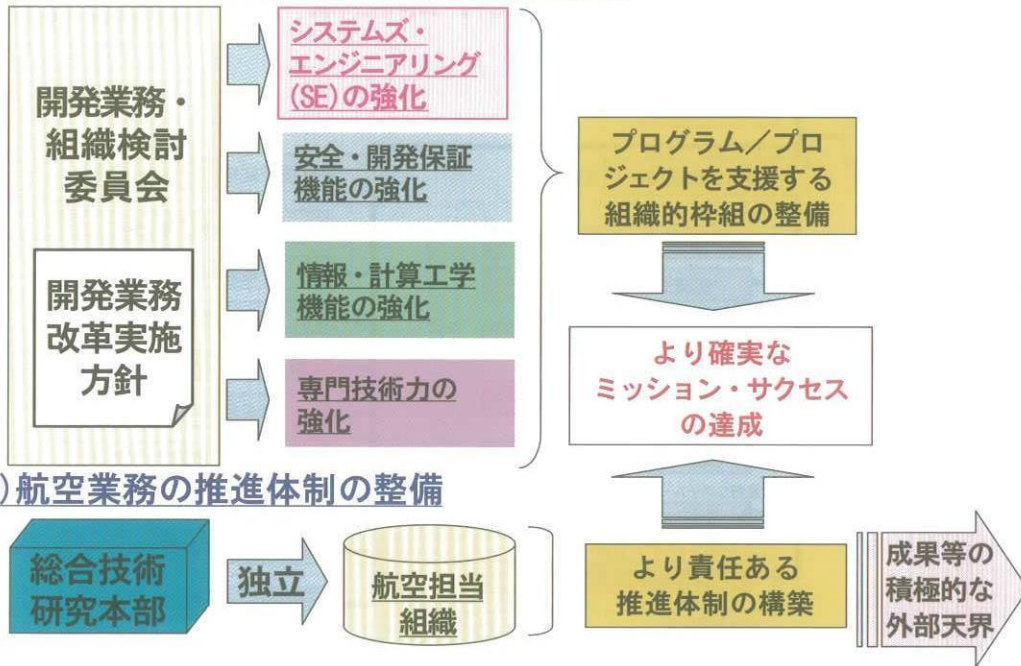 開発業務・
組織検討
委員会
開発業務
改革実施
方針
システムズ・
エンジニアリング
(SE)の強化
安全・開発保証
機能の強化
情報・計算工学
機能の強化
専門技術力の
強化
プログラム／プロ
ジェクトを支援する
組織的枠組の整備
より確実な
ミッション・サクセス
の達成
)航空業務の推進体制の整備
総合技術
研究本部
独立
航空担当
組織
より責任ある
推進体制の構築
成果等の
積極的な
外部天界